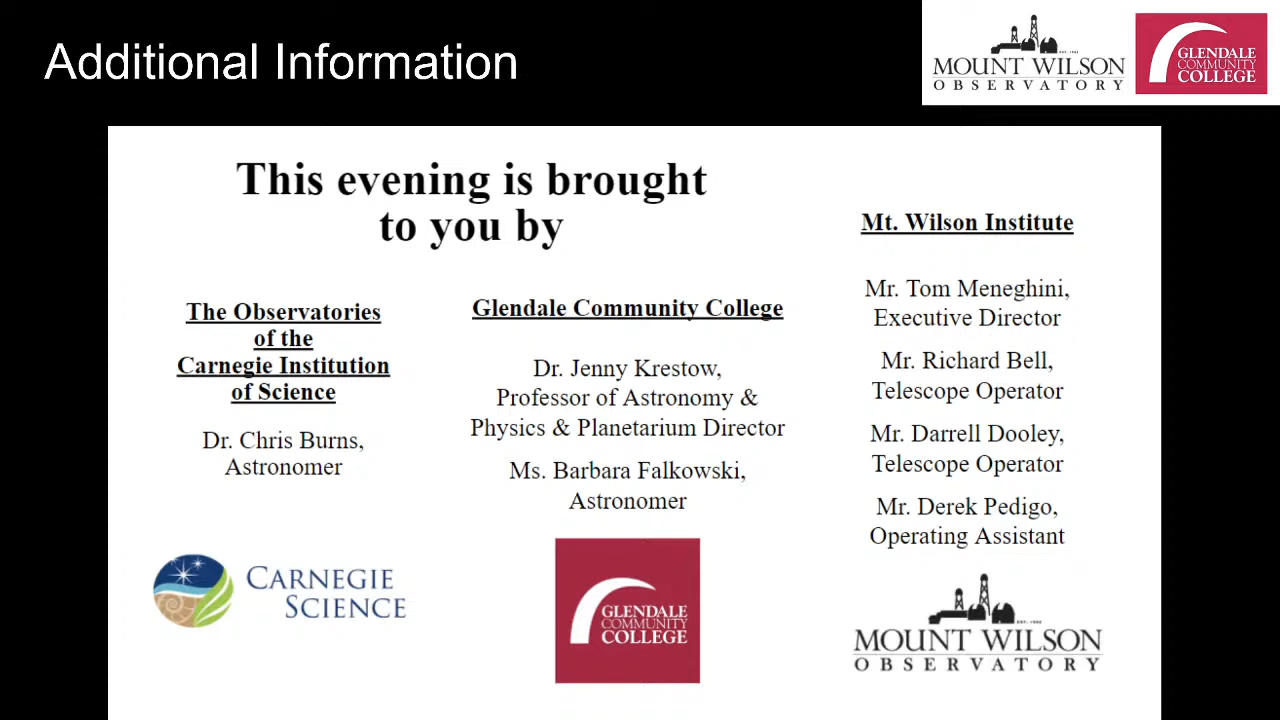 Additional Information
MOUNT WILSON
OBSERVATORY
GLENDALE
COMMUNITY
COLLEGE
This evening is brought
to you by
The Observatories
of the
Carnegie Institution
of Science
Dr. Chris Burns,
Astronomer
CARNEGIE
SCIENCE
Glendale Community College
Dr. Jenny Krestow,
Professor of Astronomy &
Physics & Planetarium Director
Ms. Barbara Falkowski,
Astronomer
GLENDALE
COMMUNITY
COLLEGE
Mt. Wilson Institute
Mr. Tom Meneghini,
Executive Director
Mr. Richard Bell,
Telescope Operator
Mr. Darrell Dooley,
Telescope Operator
Mr. Derek Pedigo,
Operating Assistant
MOUNT WILSON
OBSERVATORY